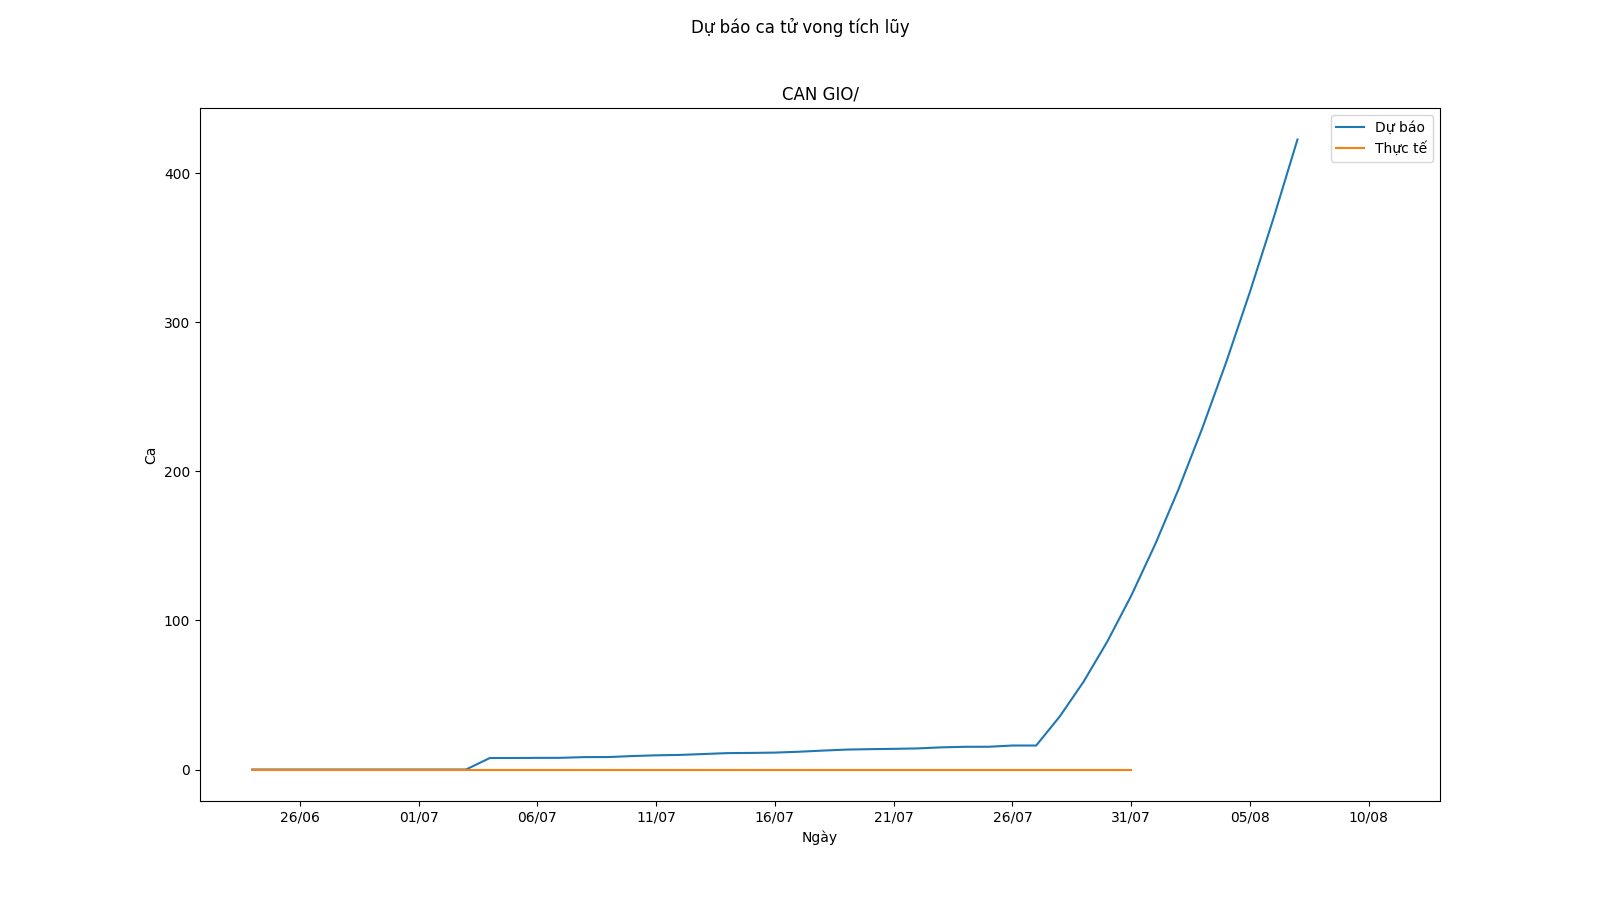 Dự báo ca tử vong tích lũy
CAN GIO/
Dự báo
Thực tế
400
300
200
100
0
Ca
26/06
01/07
06/07
11/07
16/07
21/07
26/07
31/07
05/08
10/08
Ngày